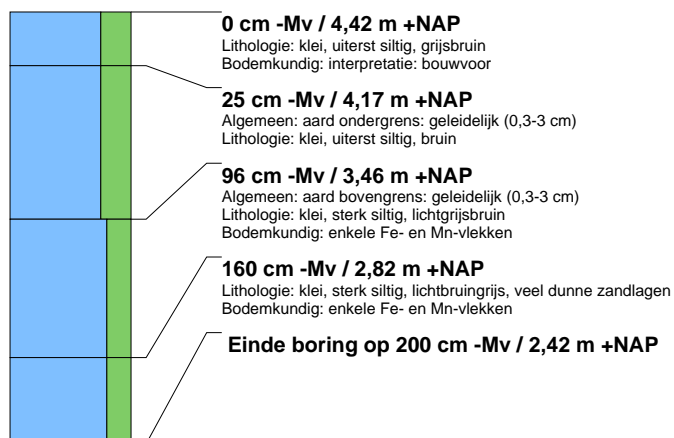 0 cm -Mv / 4,42 m +NAP
Lithologie: klei, uiterst siltig, grijsbruin
Bodemkundig: interpretatie: bouwvoor
25 cm -Mv / 4,17 m +NAP
Algemeen: aard ondergrens: geleidelijk (0,3-3 cm)
Lithologie: klei, uiterst siltig, bruin
96 cm -Mv / 3,46 m +NAP
Algemeen: aard bovengrens: geleidelijk (0,3-3 cm)
Lithologie: klei, sterk siltig, lichtgrijsbruin
Bodemkundig: enkele Fe- en Mn-vlekken
160 cm -Mv / 2,82 m +NAP
Lithologie: klei, sterk siltig, lichtbruingrijs, veel dunne zandlagen
Bodemkundig: enkele Fe- en Mn-vlekken
Einde boring op 200 cm -Mv / 2,42 m +NAP